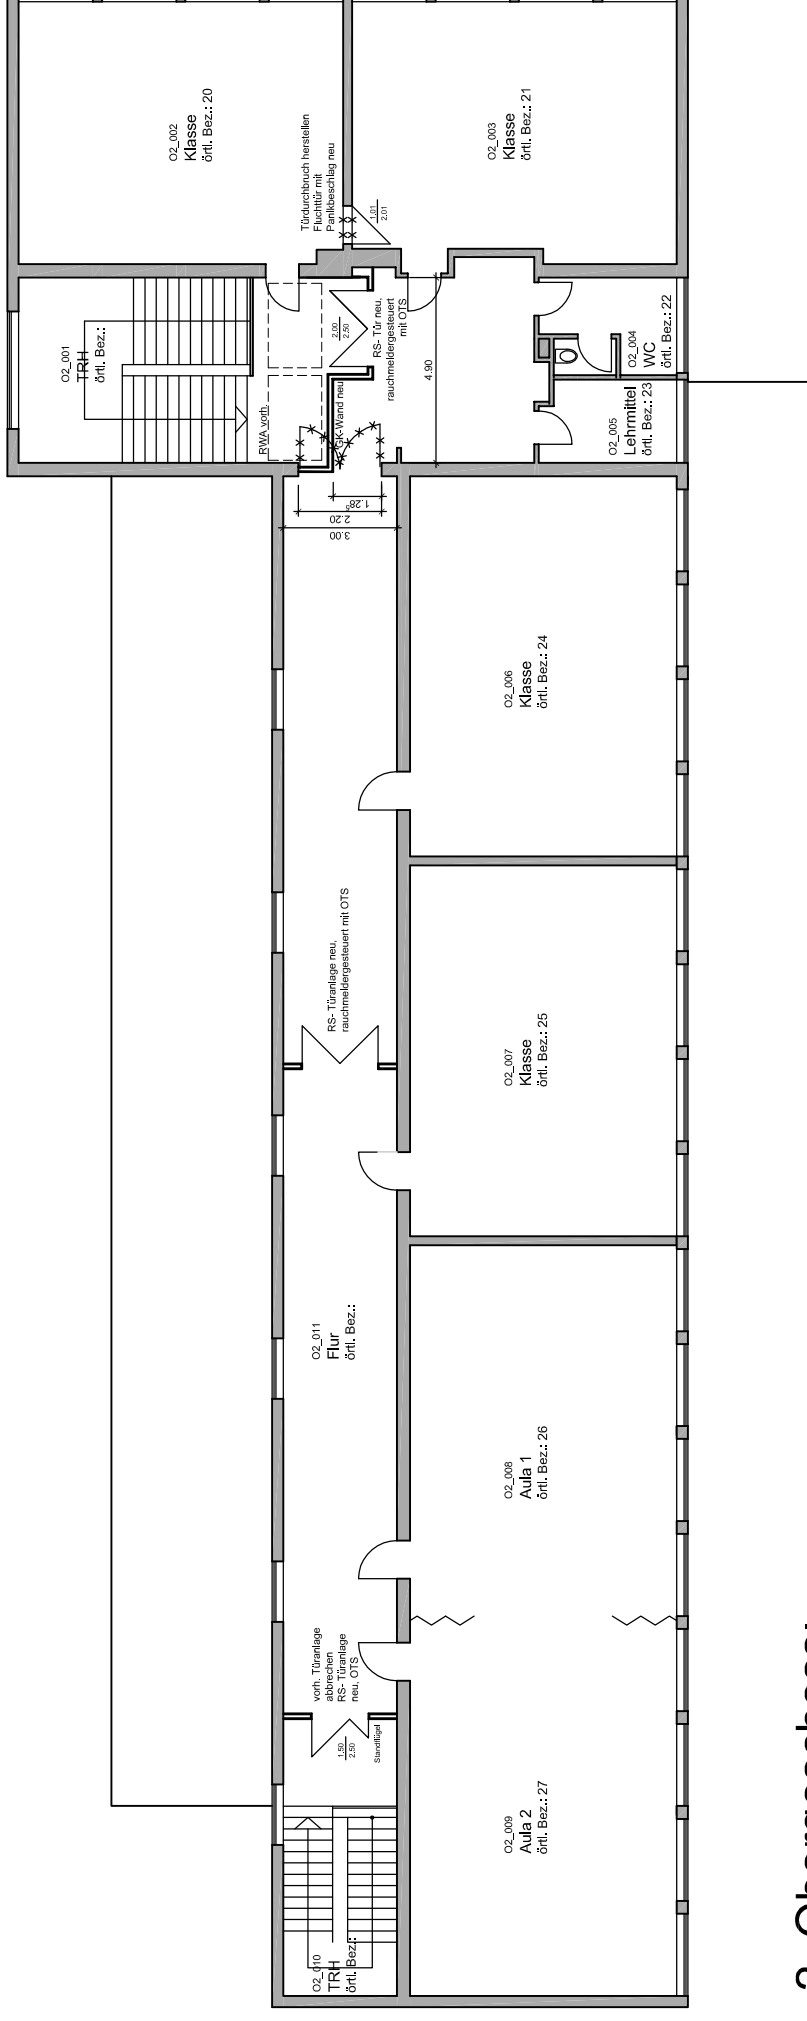 O2_002
Klasse
örtl. Bez.: 20
Türdurchbruch herstellen
Fluchttür mit
Panikbeschlag neu
1.01
2.01
O2_003
Klasse
örtl. Bez.: 21
O2_001
TRH
örtl. Bez.:
RWA vorh.
2.00
2.50
GK-Wand neu
RS- Tür neu,
rauchmeldergesteuert
mit OTS
4.90
O2_004
WC
örtl. Bez.: 22
O2_005
Lehrmittel
örtl. Bez.: 23
1.28⁵
2.20
3.00
O2_006
Klasse
örtl. Bez.: 24
RS- Türanlage neu,
rauchmeldergesteuert mit OTS
O2_007
Klasse
örtl. Bez.: 25
O2_011
Flur
örtl. Bez.:
O2_008
Aula 1
örtl. Bez.: 26
vorh. Türanlage
abbrechen
RS- Türanlage
neu, OTS
1.50
2.50
Standflügel
O2_009
Aula 2
örtl. Bez.: 27
O2_010
TRH
örtl. Bez.: